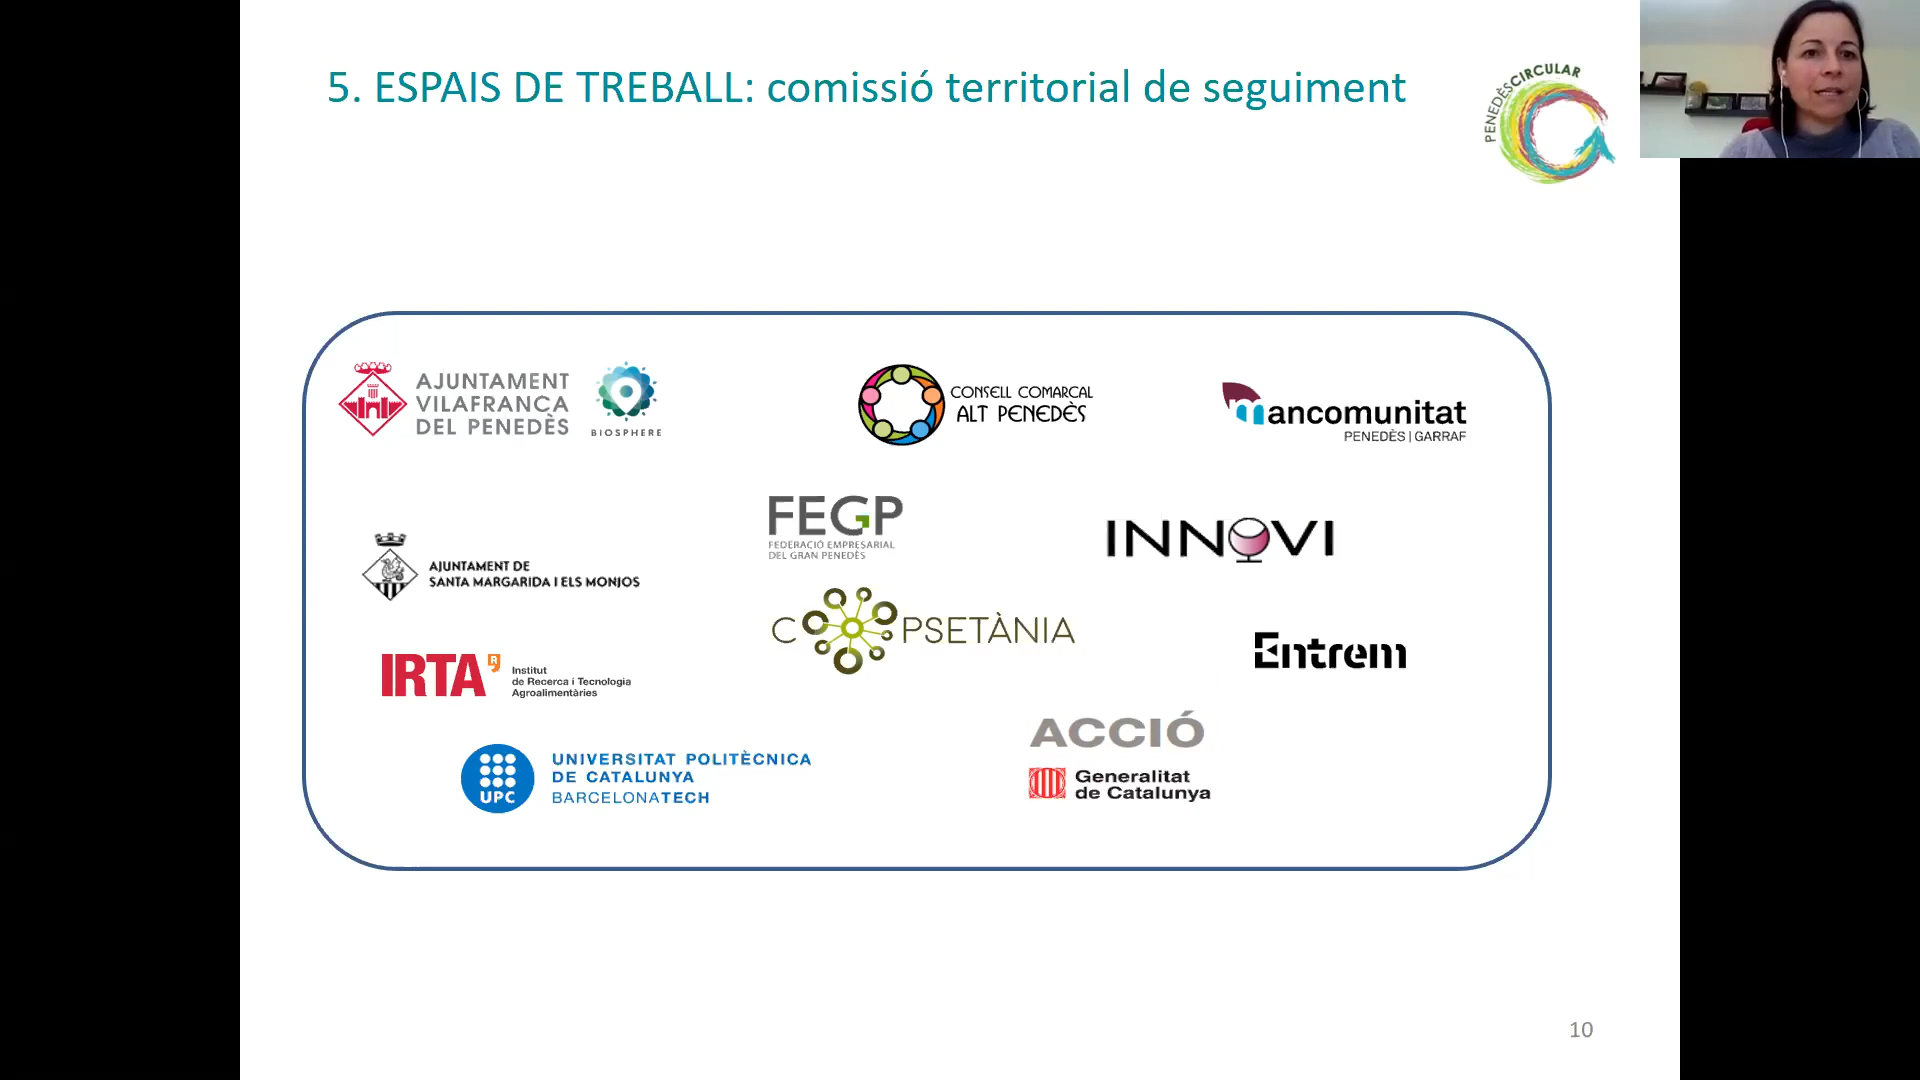 5. ESPAIS DE TREBALL: comissió territorial de seguiment
PENEDÈSCIRCULAR
AJUNTAMENT
VILAFRANCA
DEL PENEDÈS
BIOSPHERE
CONSELL COMARCAL
ALT PENEDÈS
mancomunitat
PENEDÈS | GARRAF
FEGP
FEDERACIÓ EMPRESARIAL
DEL GRAN PENEDÈS
INNOVI
AJUNTAMENT DE
SANTA MARGARIDA I ELS MONJOS
COPSETÀNIA
Entrem
IRTA
Institut
de Recerca i Tecnologia
Agroalimentàries
UPC
UNIVERSITAT POLITÈCNICA
DE CATALUNYA
BARCELONATECH
ACCIÓ
Generalitat
de Catalunya
10